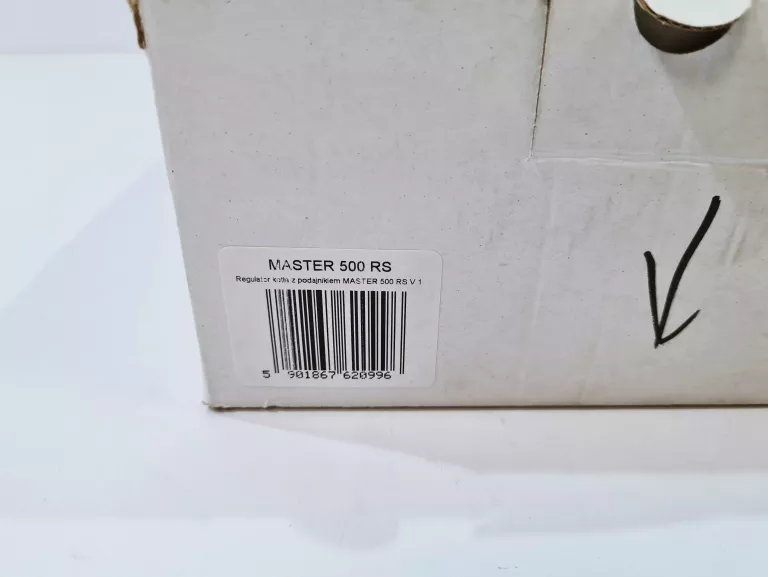 MASTER 500 RS
Regulator kotła z podajnikiem MASTER 500 RS V 1
5 901867 620996